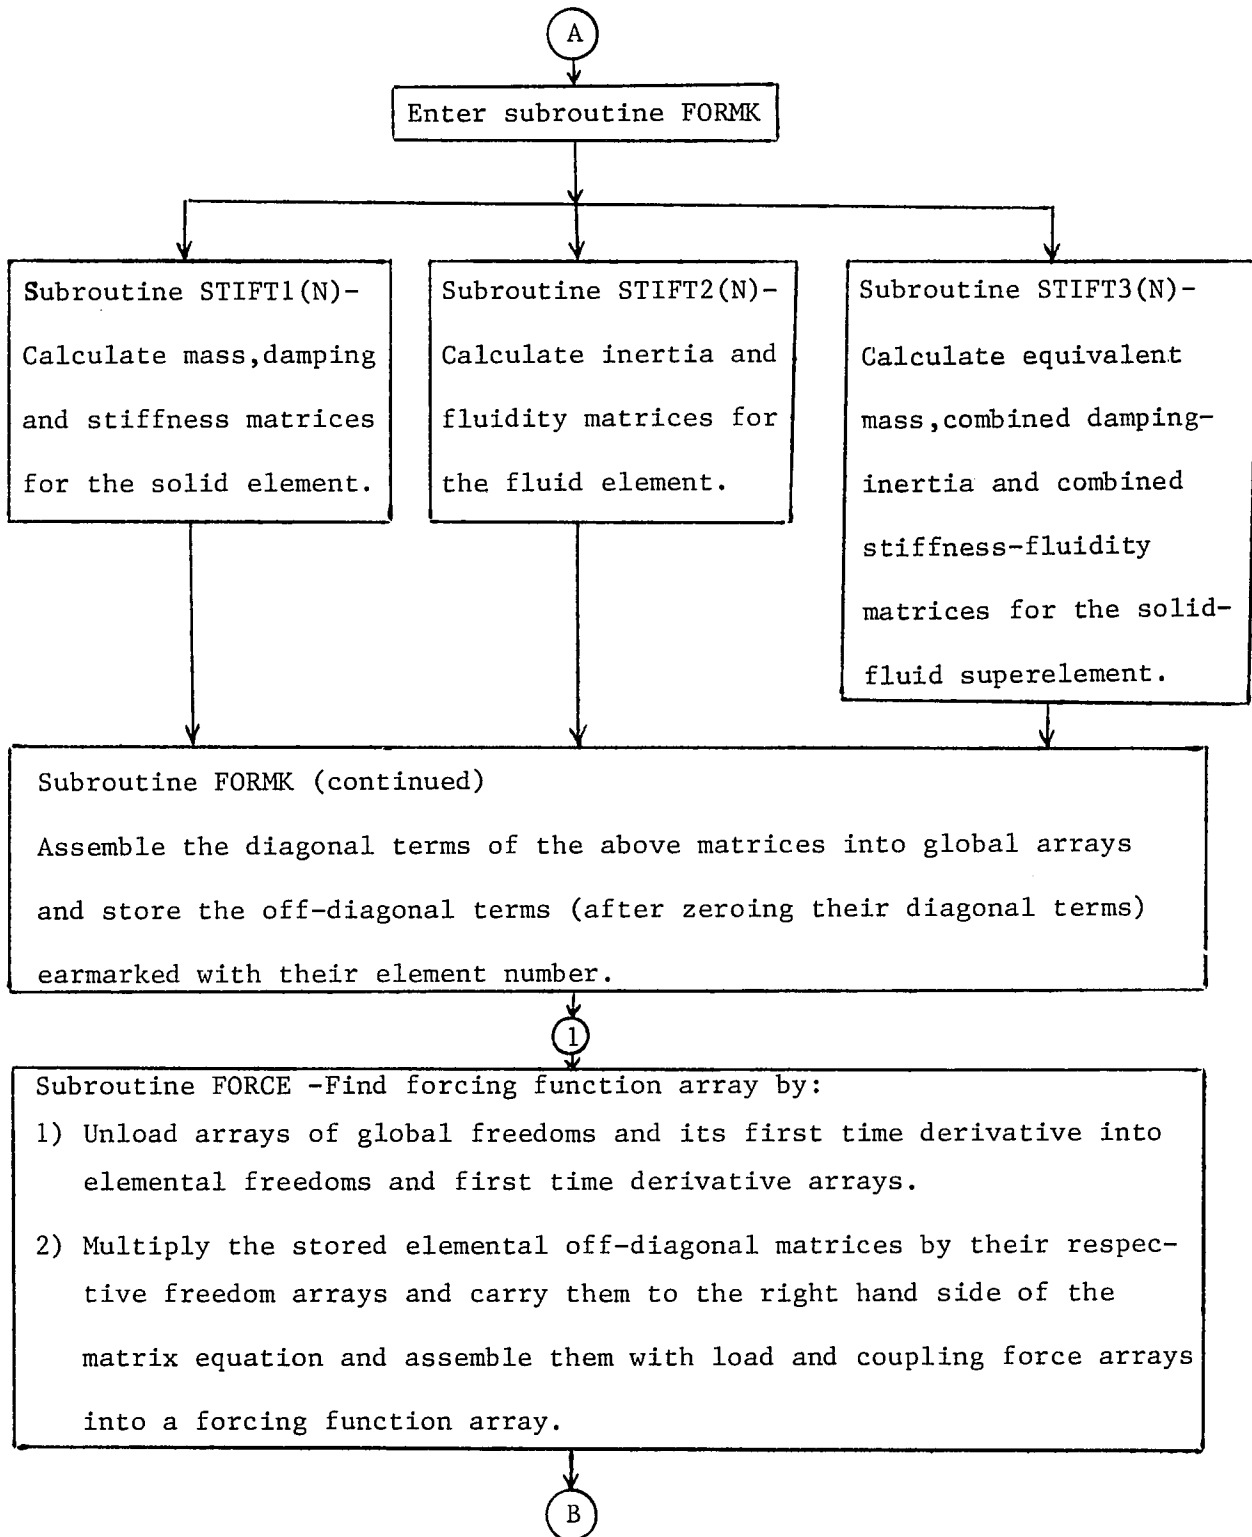 A
Enter subroutine FORMK
Subroutine STIFT1(N)-
Calculate mass,damping
and stiffness matrices
for the solid element.
Subroutine STIFT2(N)-
Calculate inertia and
fluidity matrices for
the fluid element.
Subroutine STIFT3(N)-
Calculate equivalent
mass,combined damping-
inertia and combined
stiffness-fluidity
matrices for the solid-
fluid superelement.
Subroutine FORMK (continued)
Assemble the diagonal terms of the above matrices into global arrays
and store the off-diagonal terms (after zeroing their diagonal terms)
earmarked with their element number.
1
Subroutine FORCE -Find forcing function array by:
1) Unload arrays of global freedoms and its first time derivative into
elemental freedoms and first time derivative arrays.
2) Multiply the stored elemental off-diagonal matrices by their respec-
tive freedom arrays and carry them to the right hand side of the
matrix equation and assemble them with load and coupling force arrays
into a forcing function array.
B